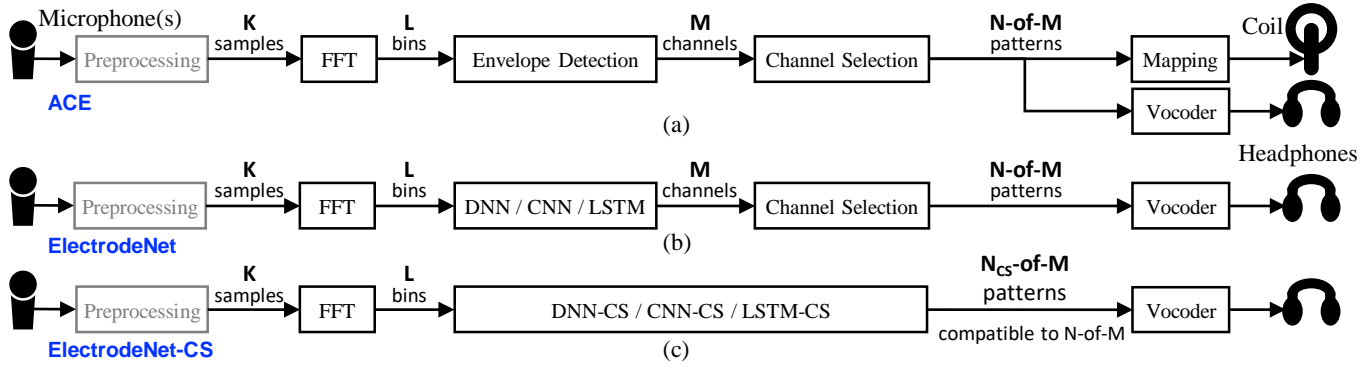 Microphone(s)
K
samples
L
bins
M
channels
N-of-M
patterns
Coil
Preprocessing
FFT
Envelope Detection
Channel Selection
Mapping
ACE
Vocoder
(a)
Headphones
K
samples
L
bins
M
channels
N-of-M
patterns
Preprocessing
FFT
DNN / CNN / LSTM
Channel Selection
Vocoder
ElectrodeNet
(b)
K
samples
L
bins
NCS-of-M
patterns
Preprocessing
FFT
DNN-CS / CNN-CS / LSTM-CS
Vocoder
compatible to N-of-M
ElectrodeNet-CS
(c)